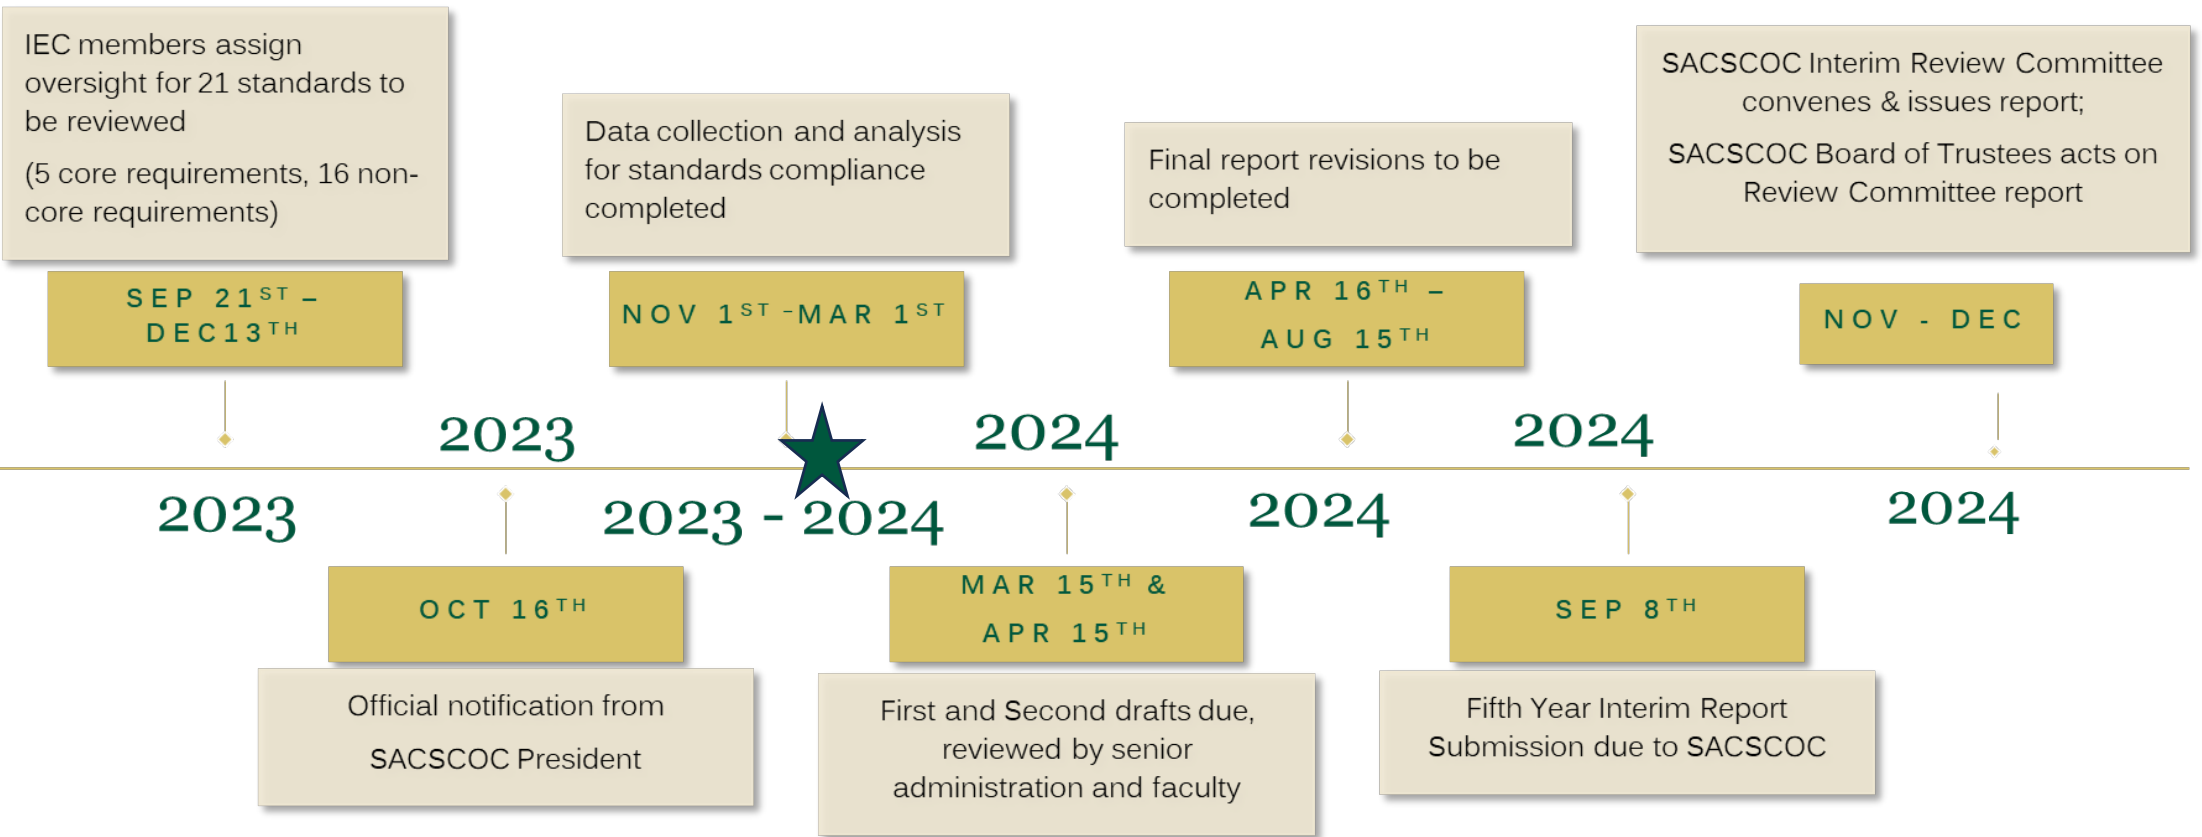 IEC members assign
oversight for 21 standards to
be reviewed
(5 core requirements, 16 non-
core requirements)
SEP 21ST –
DEC13TH
2023
2023
OCT 16TH
Official notification from
SACSCOC President
Data collection and analysis
for standards compliance
completed
NOV 1ST –MAR 1ST
2023 - 2024
2024
MAR 15TH &
APR 15TH
First and Second drafts due,
reviewed by senior
administration and faculty
Final report revisions to be
completed
APR 16TH –
AUG 15TH
2024
2024
SEP 8TH
Fifth Year Interim Report
Submission due to SACSCOC
SACSCOC Interim Review Committee
convenes & issues report;
SACSCOC Board of Trustees acts on
Review Committee report
NOV - DEC
2024